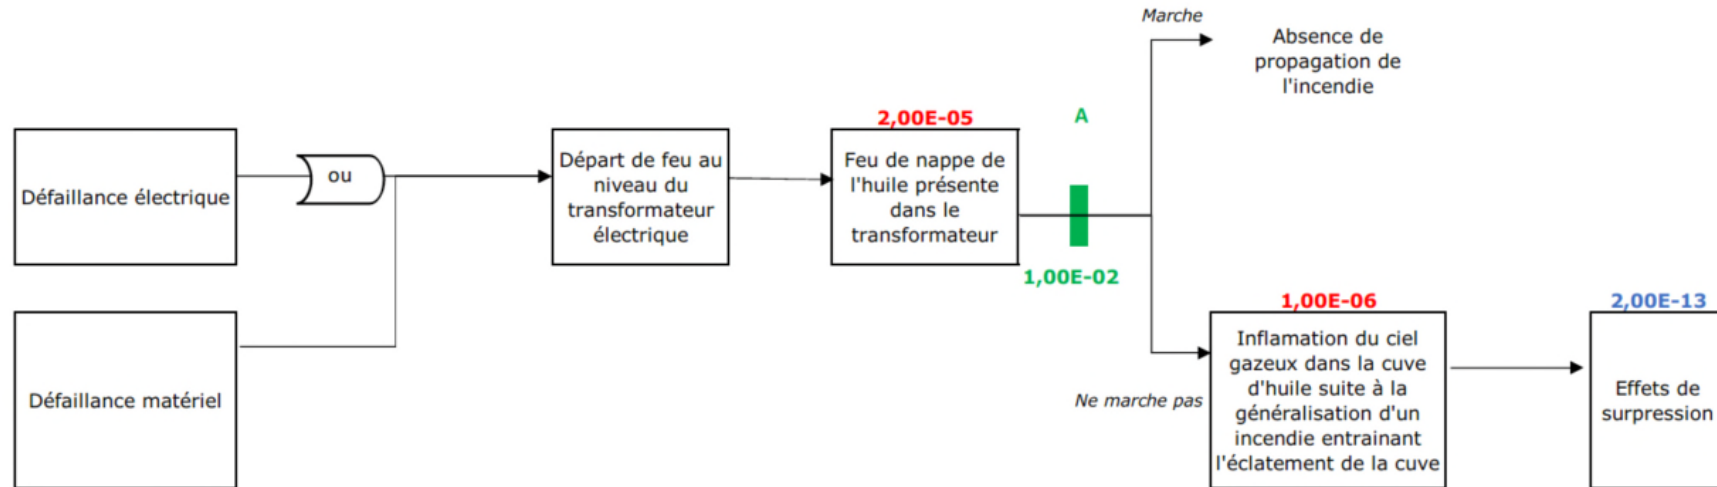 Défaillance électrique
ou
Défaillance matériel
Départ de feu au
niveau du
transformateur
électrique
2,00E-05
Feu de nappe de
l'huile présente
dans le
transformateur
A
1,00E-02
Marche
Absence de
propagation de
l'incendie
Ne marche pas
1,00E-06
Inflamation du ciel
gazeux dans la cuve
d'huile suite à la
généralisation d'un
incendie entrainant
l'éclatement de la cuve
2,00E-13
Effets de
surpression